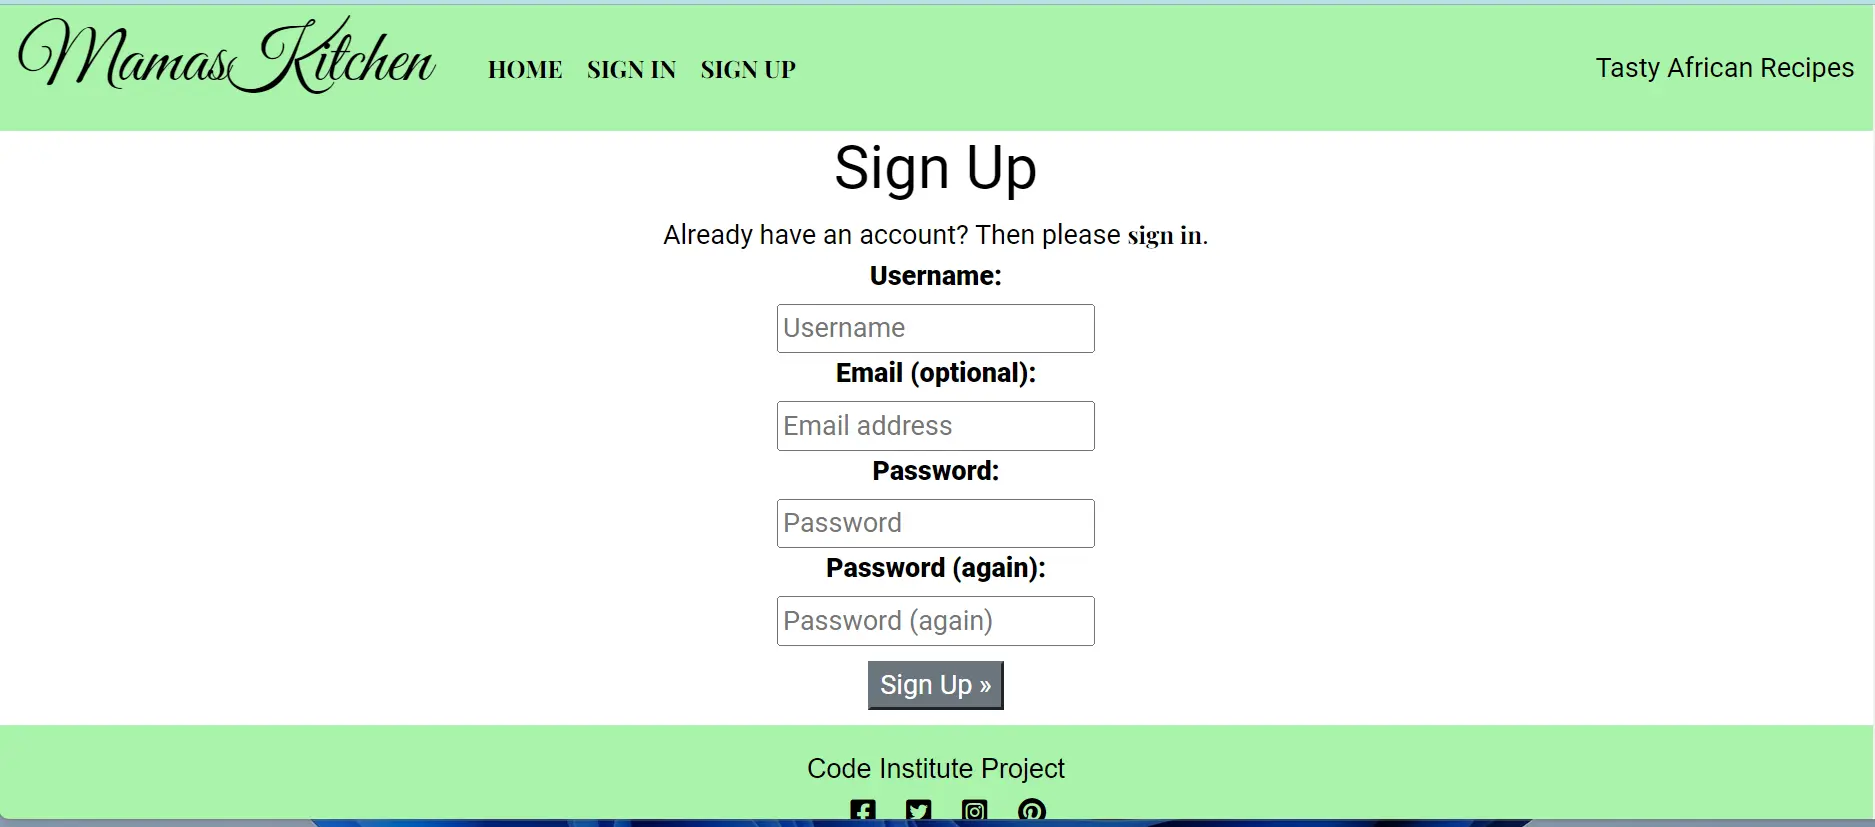 Mamas Kitchen HOME SIGN IN SIGN UP Tasty African Recipes
Sign Up
Already have an account? Then please sign in.
Username:
Username
Email (optional):
Email address
Password:
Password
Password (again):
Password (again)
Sign Up »
Code Institute Project